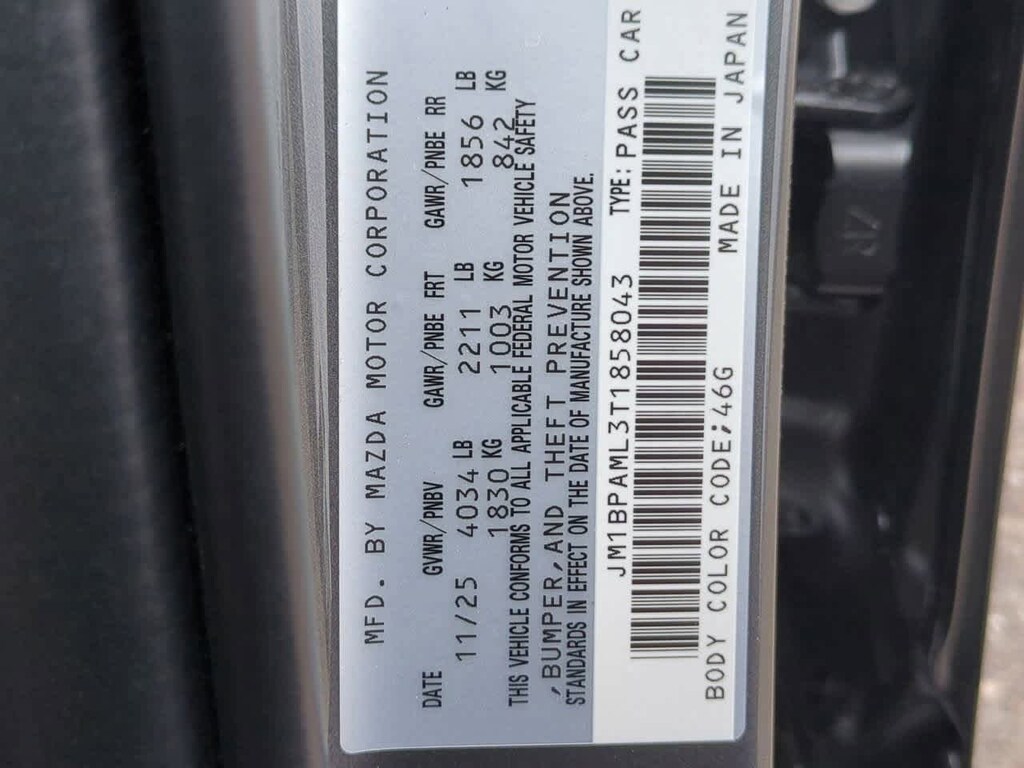 MFD. BY MAZDA MOTOR CORPORATION
DATE GVWR/PNBV GAWR/PNBE FRT GAWR/PNBE RR
11/25 4034 LB 2211 LB 1856 LB
1830 KG 1003 KG 842 KG
THIS VEHICLE CONFORMS TO ALL APPLICABLE FEDERAL MOTOR VEHICLE SAFETY
,BUMPER,AND THEFT PREVENTION
STANDARDS IN EFFECT ON THE DATE OF MANUFACTURE SHOWN ABOVE.
JM1BPAML3T1858043 TYPE: PASS CAR
BODY COLOR CODE;46G MADE IN JAPAN